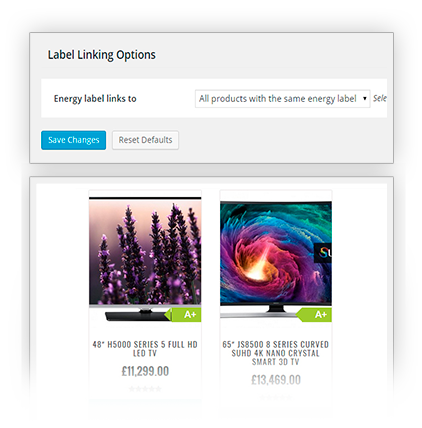 Label Linking Options
Energy label links to
All products with the same energy label
Sele
Save Changes
Reset Defaults
A+
A+
48" H5000 SERIES 5 FULL HD
LED TV
£11,299.00
65" JS8500 8 SERIES CURVED
SUHD 4K NANO CRYSTAL
SMART 3D TV
£13,469.00